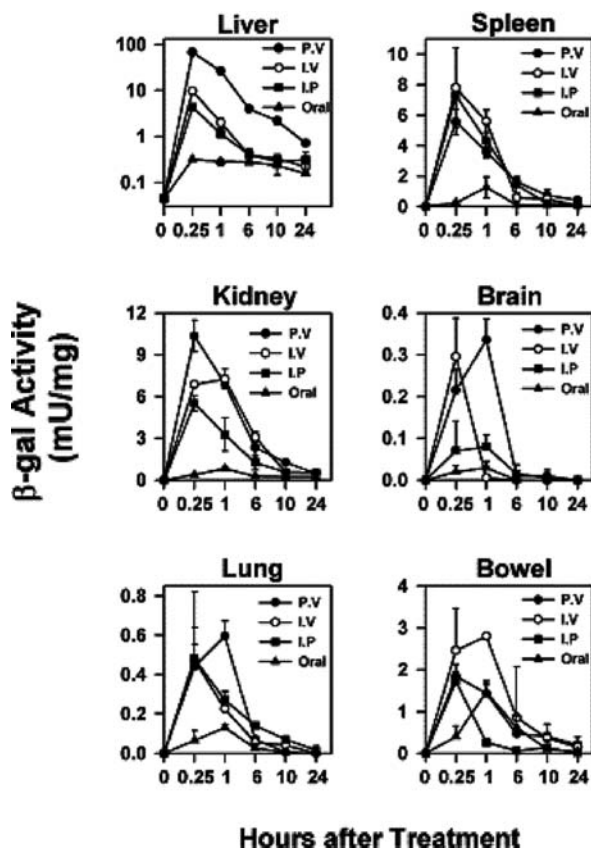 Liver
100
10
1
0.1
P.V
I.V
I.P
Oral
0 0.25 1 6 10 24
Spleen
10
8
6
4
2
0
P.V
I.V
I.P
Oral
0 0.25 1 6 10 24
β-gal Activity
(mU/mg)
Kidney
12
9
6
3
0
P.V
I.V
I.P
Oral
0 0.25 1 6 10 24
Brain
0.4
0.3
0.2
0.1
0.0
P.V
I.V
I.P
Oral
0 0.25 1 6 10 24
Lung
0.8
0.6
0.4
0.2
0.0
P.V
I.V
I.P
Oral
0 0.25 1 6 10 24
Bowel
4
3
2
1
0
P.V
I.V
I.P
Oral
0 0.25 1 6 10 24
Hours after Treatment